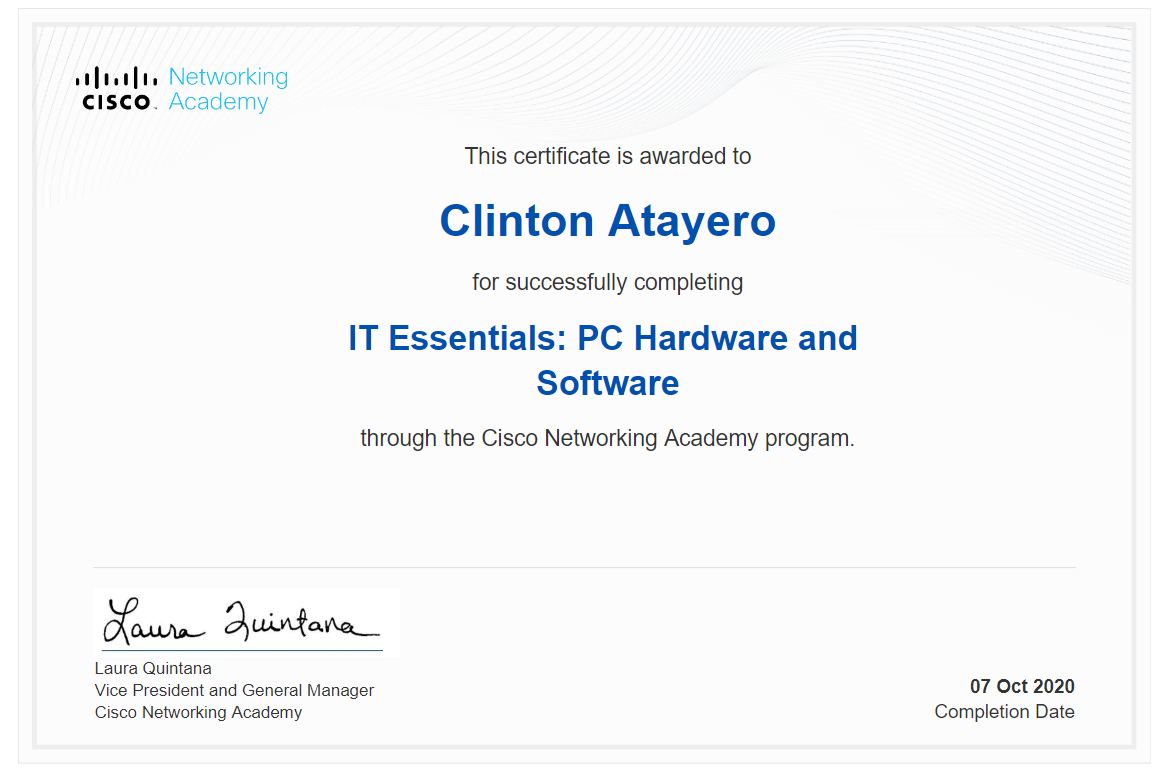 CISCO Networking
Academy
This certificate is awarded to
Clinton Atayero
for successfully completing
IT Essentials: PC Hardware and
Software
through the Cisco Networking Academy program.
Laura Quintana
Laura Quintana
Vice President and General Manager
Cisco Networking Academy
07 Oct 2020
Completion Date